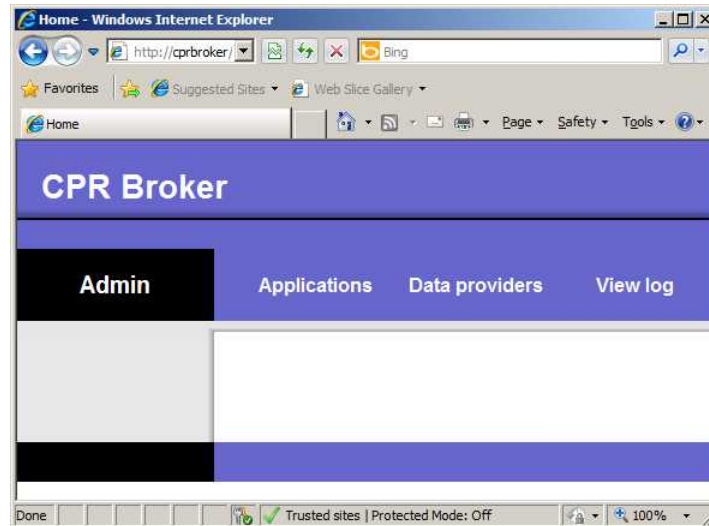 Home - Windows Internet Explorer
http://cprbroker/ Bing
Favorites Suggested Sites Web Slice Gallery
Home Page Safety Tools
CPR Broker
Admin Applications Data providers View log
Done Trusted sites | Protected Mode: Off 100%